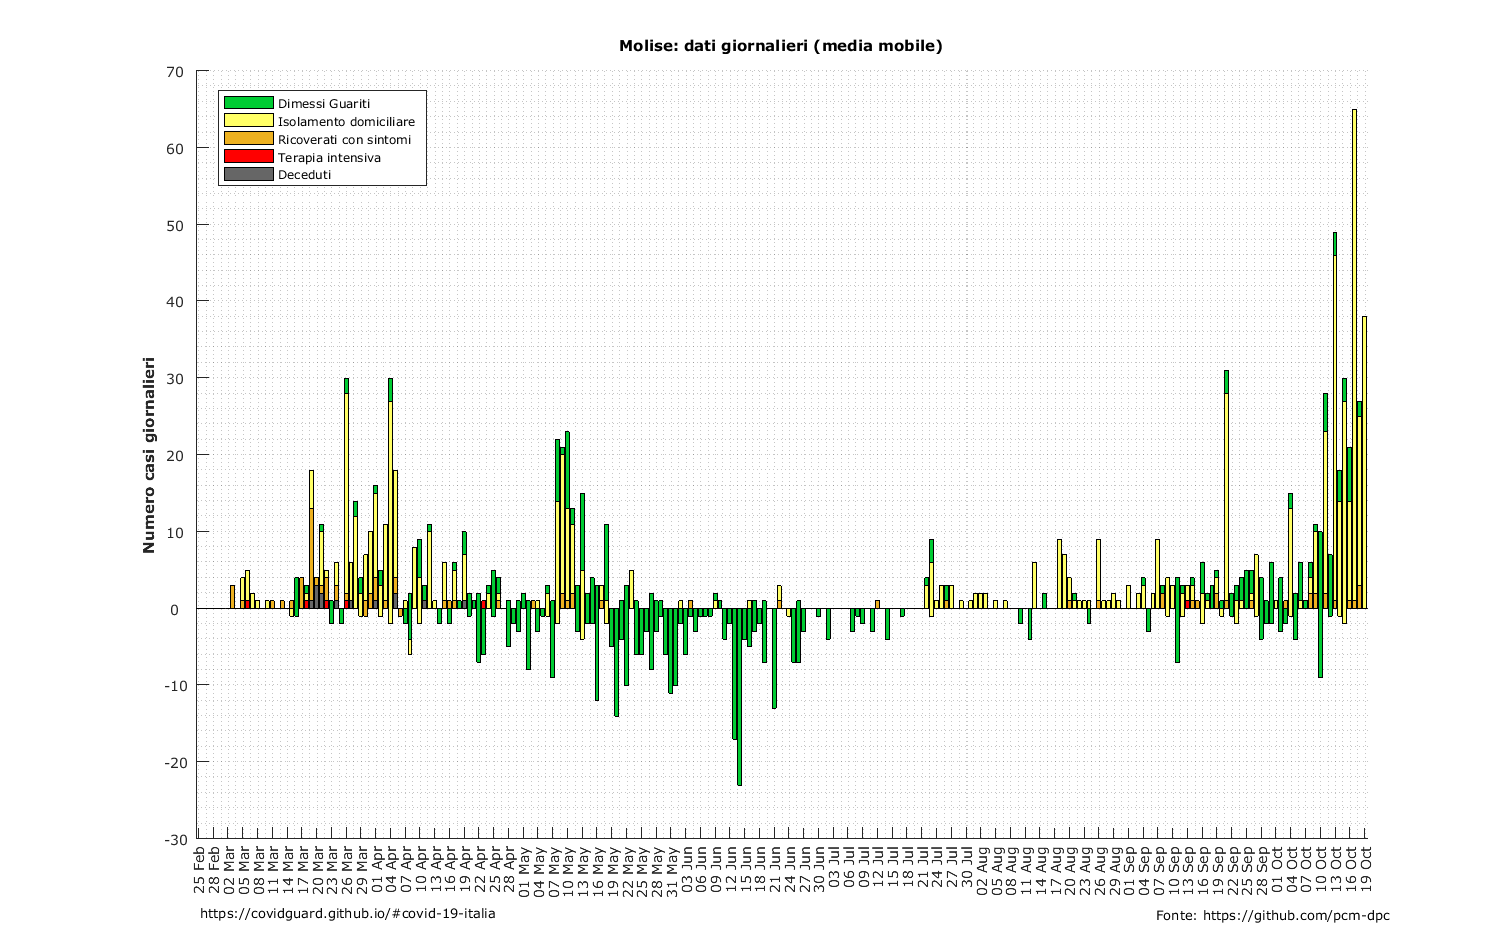 Molise: dati giornalieri (media mobile)
Dimessi Guariti
Isolamento domiciliare
Ricoverati con sintomi
Terapia intensiva
Deceduti
Numero casi giornalieri
70
60
50
40
30
20
10
0
-10
-20
-30
25 Feb
28 Feb
02 Mar
05 Mar
08 Mar
11 Mar
14 Mar
17 Mar
20 Mar
23 Mar
26 Mar
29 Mar
01 Apr
04 Apr
07 Apr
10 Apr
13 Apr
16 Apr
19 Apr
22 Apr
25 Apr
28 Apr
01 May
04 May
07 May
10 May
13 May
16 May
19 May
22 May
25 May
28 May
31 May
03 Jun
06 Jun
09 Jun
12 Jun
15 Jun
18 Jun
21 Jun
24 Jun
27 Jun
30 Jun
03 Jul
06 Jul
09 Jul
12 Jul
15 Jul
18 Jul
21 Jul
24 Jul
27 Jul
30 Jul
02 Aug
05 Aug
08 Aug
11 Aug
14 Aug
17 Aug
20 Aug
23 Aug
26 Aug
29 Aug
01 Sep
04 Sep
07 Sep
10 Sep
13 Sep
16 Sep
19 Sep
22 Sep
25 Sep
28 Sep
01 Oct
04 Oct
07 Oct
10 Oct
13 Oct
16 Oct
19 Oct
https://covidguard.github.io/#covid-19-italia
Fonte: https://github.com/pcm-dpc